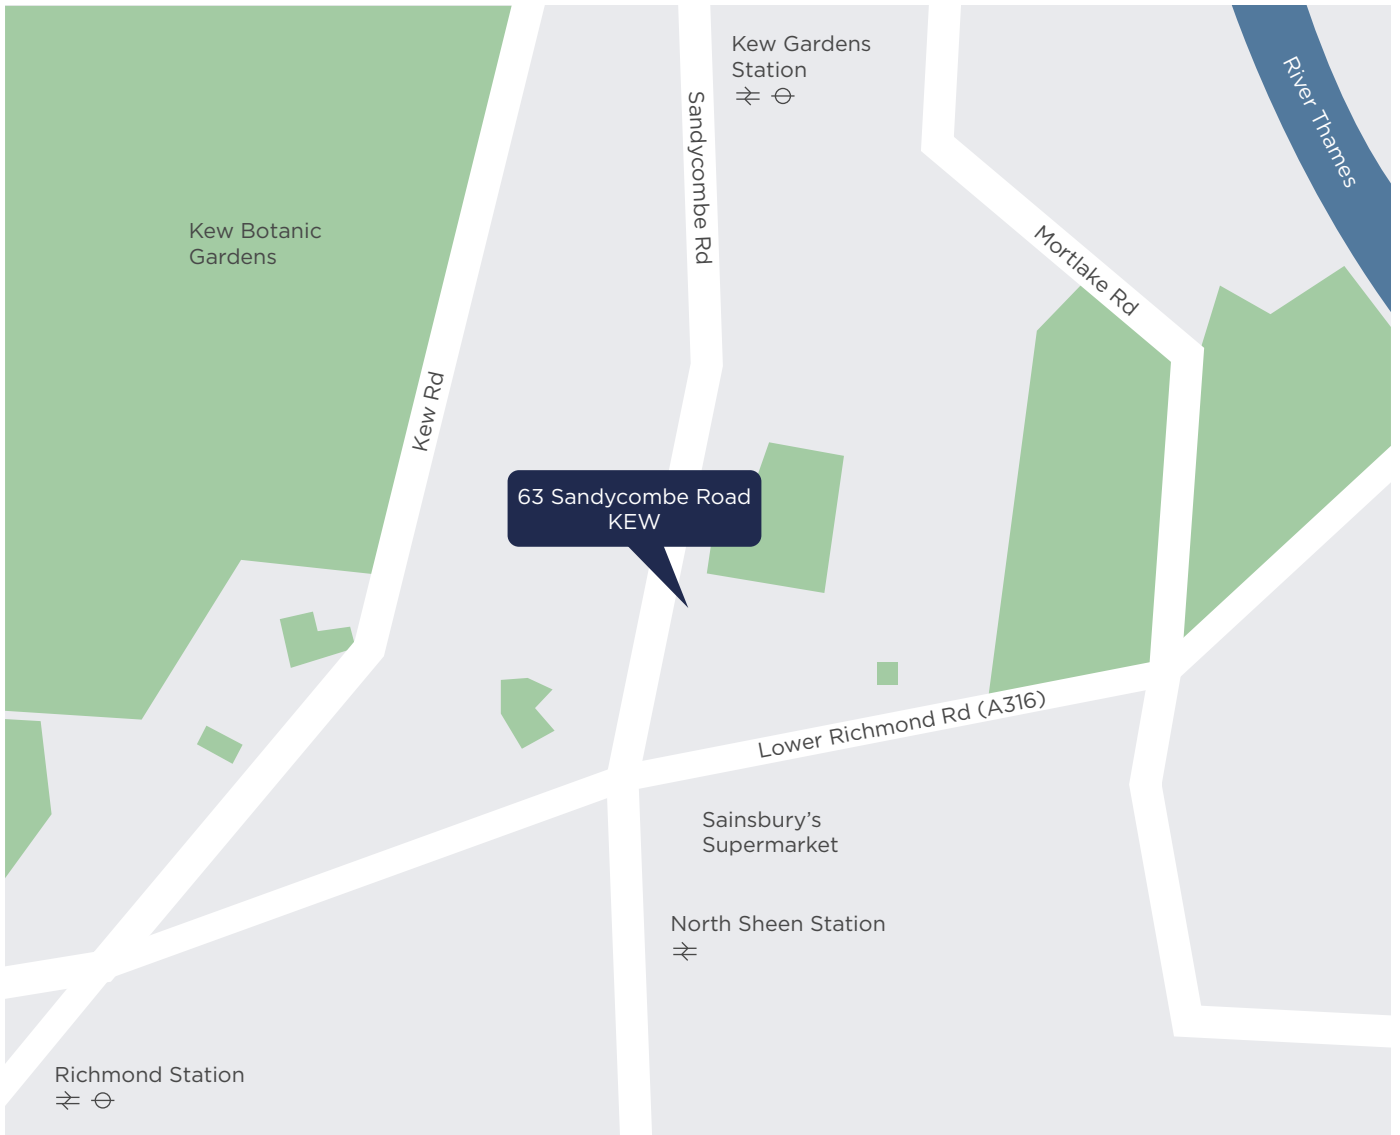 Kew Gardens
Station
River Thames
Sandycombe Rd
Kew Botanic
Gardens
Mortlake Rd
Kew Rd
63 Sandycombe Road
KEW
Lower Richmond Rd (A316)
Sainsbury’s
Supermarket
North Sheen Station
Richmond Station